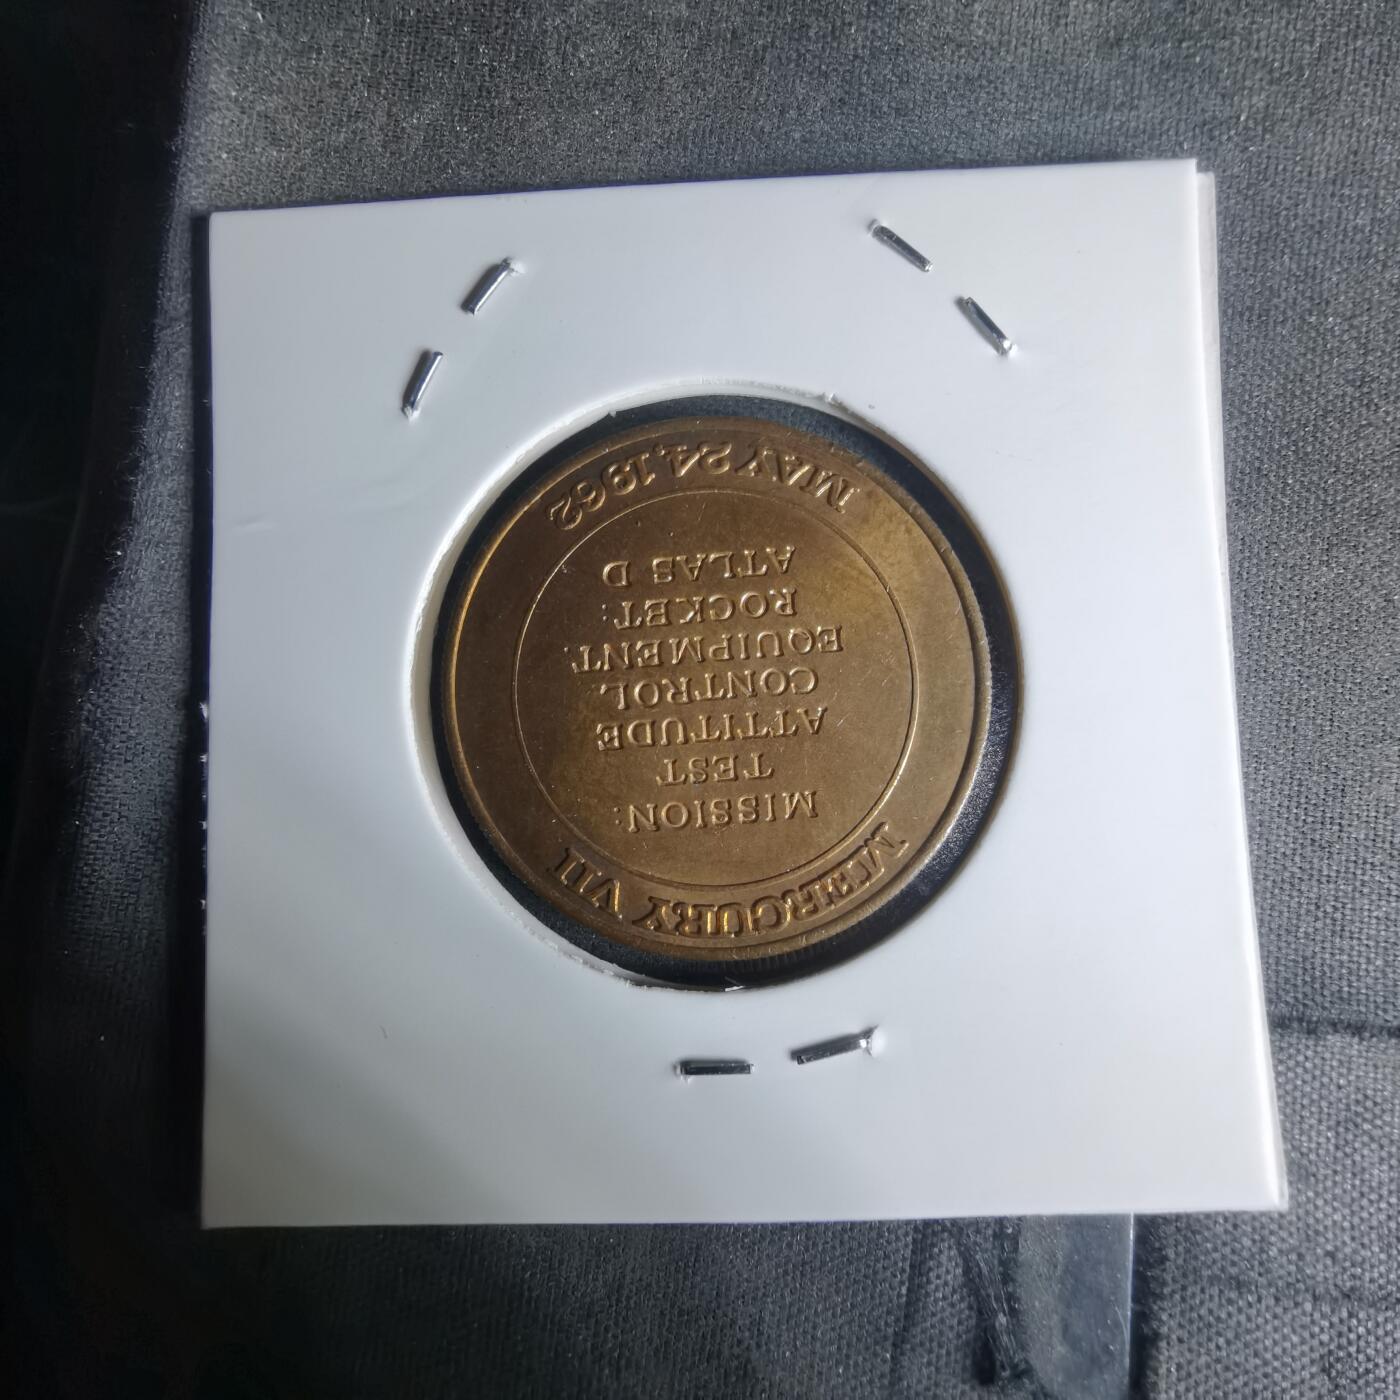 MERCURY VII
MISSION:
TEST
ATTITUDE
CONTROL
EQUIPMENT.
ROCKET:
ATLAS D
MAY 24, 1962